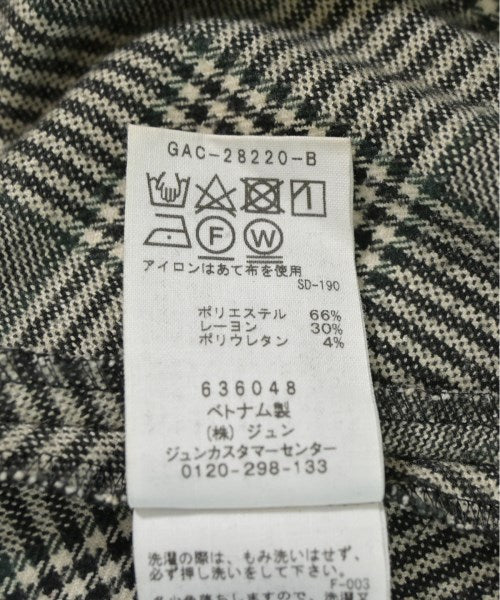 GAC-28220-B
F W
アイロンはあて布を使用
SD-190
ポリエステル 66%
レーヨン 30%
ポリウレタン 4%
636048
ベトナム製
(株) ジュン
ジュンカスタマーセンター
0120-298-133
洗濯の際は、もみ洗いはせず、
必ず押し洗いをして下さい。
F-003